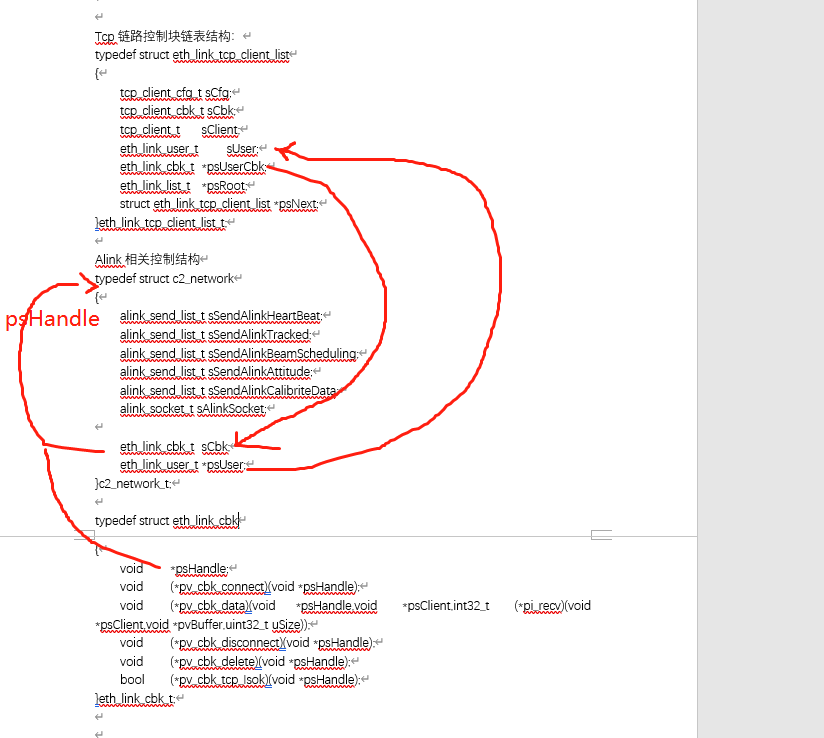 Tcp 链路控制块链表结构：
typedef struct eth_link_tcp_client_list
{
tcp_client_cfg_t sCfg;
tcp_client_cbk_t sCbk;
tcp_client_t sClient;
eth_link_user_t sUser;
eth_link_cbk_t *psUserCbk;
eth_link_list_t *psRoot;
struct eth_link_tcp_client_list *psNext;
}eth_link_tcp_client_list_t;
Alink 相关控制结构
typedef struct c2_network
{
psHandle
alink_send_list_t sSendAlinkHeartBeat;
alink_send_list_t sSendAlinkTracked;
alink_send_list_t sSendAlinkBeamScheduling;
alink_send_list_t sSendAlinkAttitude;
alink_send_list_t sSendAlinkCalibriteData;
alink_socket_t sAlinkSocket;
eth_link_cbk_t sCbk;
eth_link_user_t *psUser;
}c2_network_t;
typedef struct eth_link_cbk
{
void *psHandle;
void (*pv_cbk_connect)(void *psHandle);
void (*pv_cbk_data)(void *psHandle,void *psClient,int32_t (*pi_recv)(void
*psClient,void *pvBuffer,uint32_t uSize));
void (*pv_cbk_disconnect)(void *psHandle);
void (*pv_cbk_delete)(void *psHandle);
bool (*pv_cbk_tcp_Isok)(void *psHandle);
}eth_link_cbk_t;